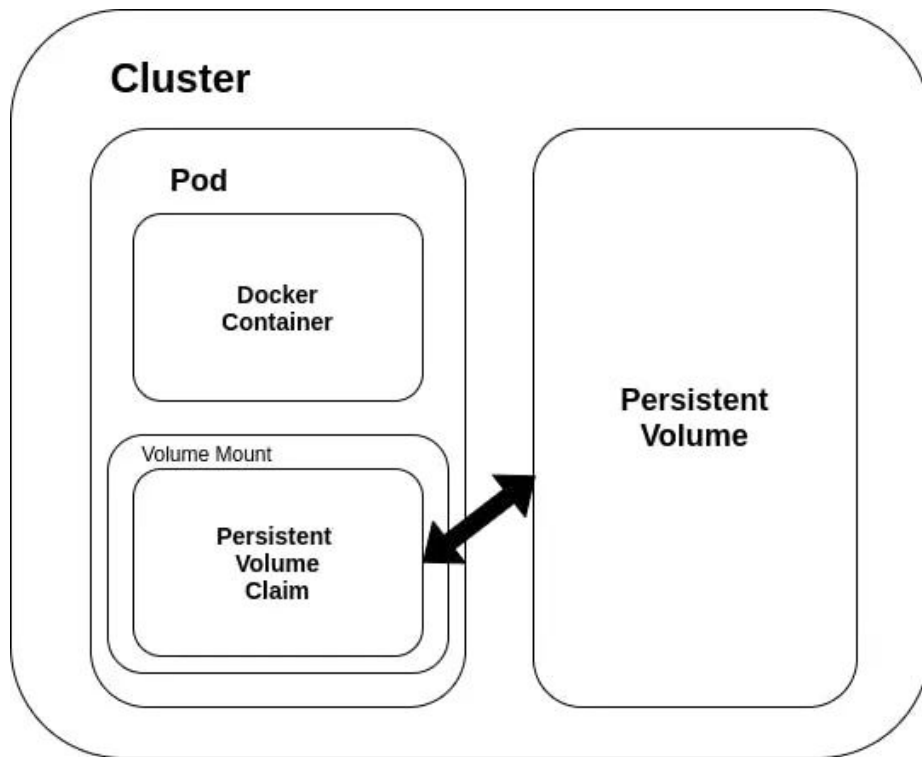 Cluster
Pod
Docker
Container
Volume Mount
Persistent
Volume
Claim
Persistent
Volume